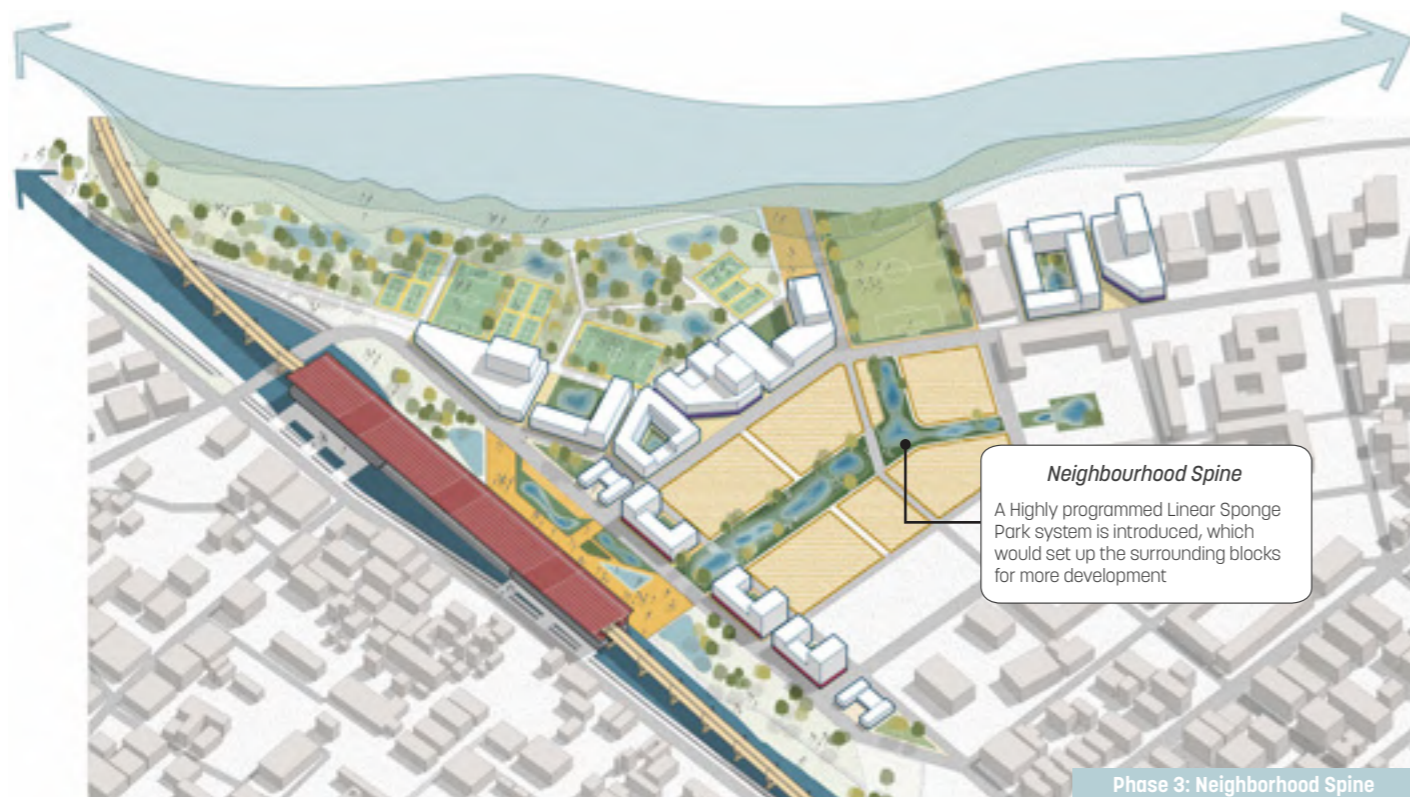 Neighbourhood Spine
A Highly programmed Linear Sponge
Park system is introduced, which
would set up the surrounding blocks
for more development
Phase 3: Neighborhood Spine